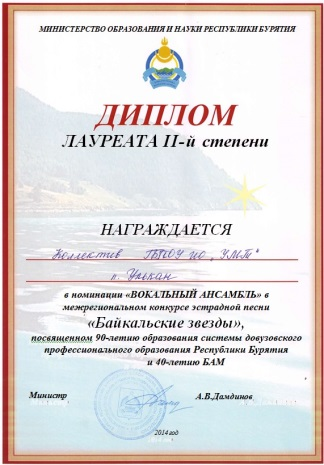 МИНИСТЕРСТВО ОБРАЗОВАНИЯ И НАУКИ РЕСПУБЛИКИ БУРЯТИЯ
ДИПЛОМ
ЛАУРЕАТА II-й степени
НАГРАЖДАЕТСЯ
Коллектив ГБПОУ ИО „УМТ"
п. Улькан
в номинации «ВОКАЛЬНЫЙ АНСАМБЛЬ» в
межрегиональном конкурсе эстрадной песни
«Байкальские звезды»,
посвященном 90-летию образования системы довузовского
профессионального образования Республики Бурятия
и 40-летию БАМ
Министр А.В.Дамдинов
2014 год